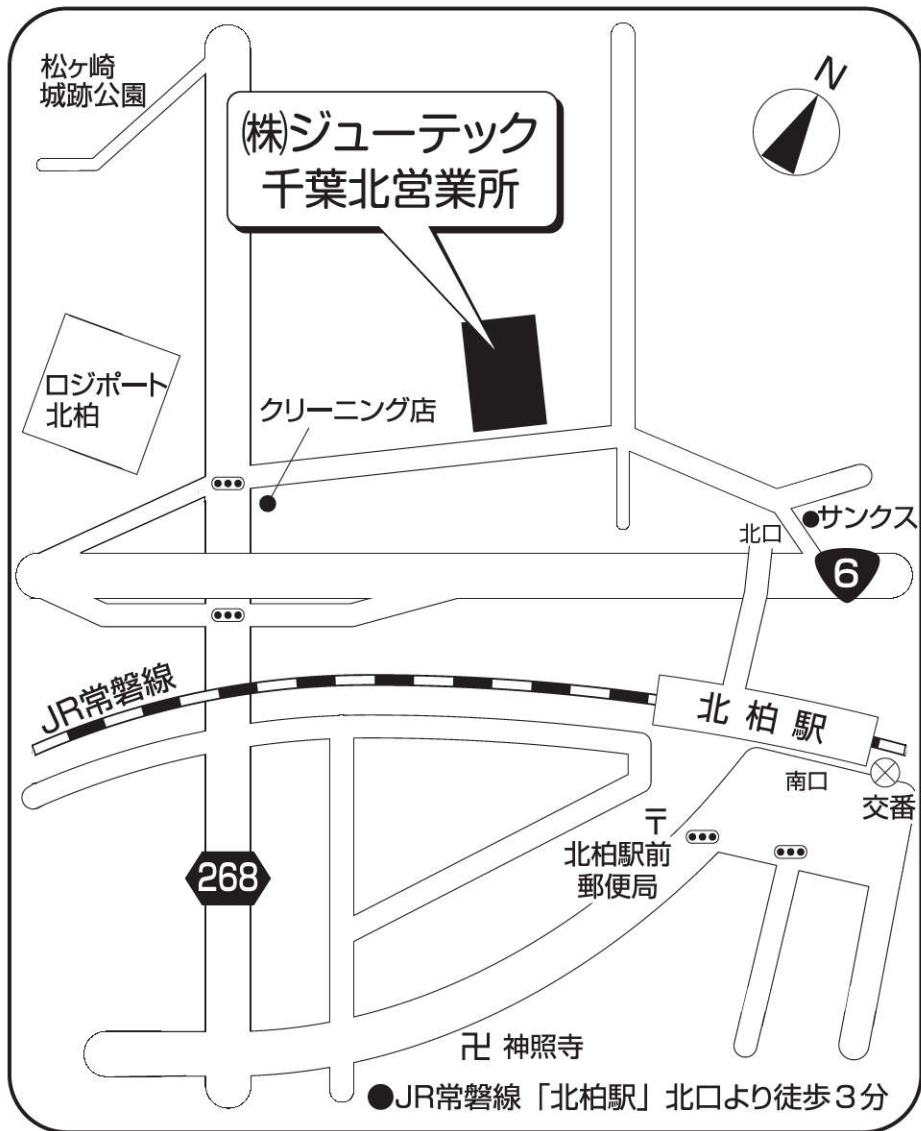 松ヶ崎
城跡公園
N
㈱ジューテック
千葉北営業所
ロジポート
北柏
クリーニング店
サンクス
北口
6
JR常磐線
北柏駅
南口
交番
〒
北柏駅前
郵便局
268
卍 神照寺
●JR常磐線「北柏駅」北口より徒歩3分